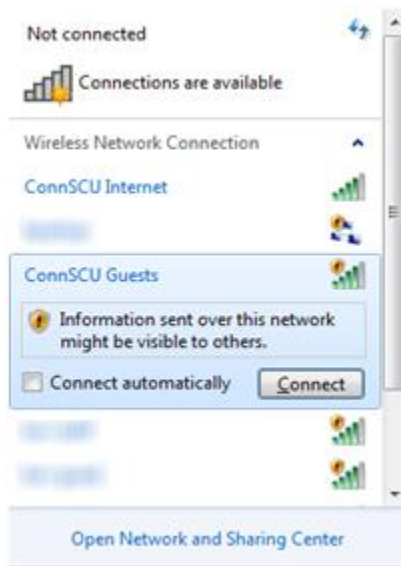 Not connected
Connections are available
Wireless Network Connection
ConnSCU Internet
ConnSCU Guests
Information sent over this network
might be visible to others.
Connect automatically
Connect
Open Network and Sharing Center